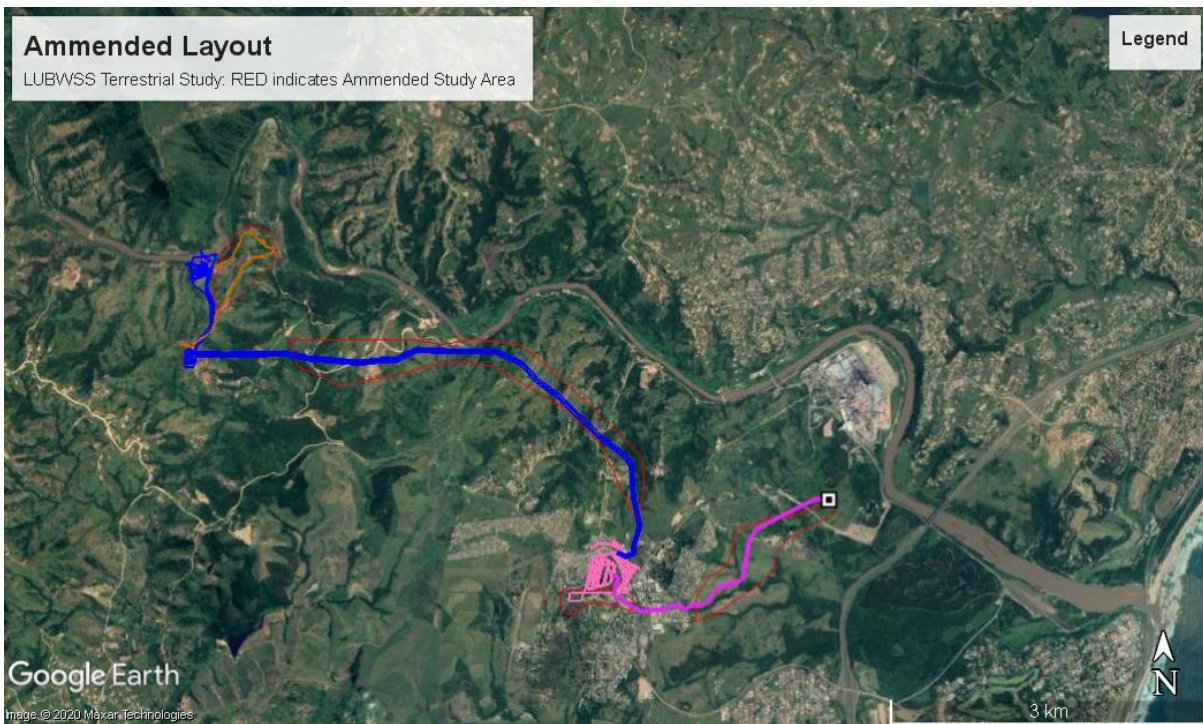 Ammended Layout
LUBWSS Terrestrial Study: RED indicates Ammended Study Area
Legend
Google Earth
Image © 2020 Maxar Technologies
3 km
N